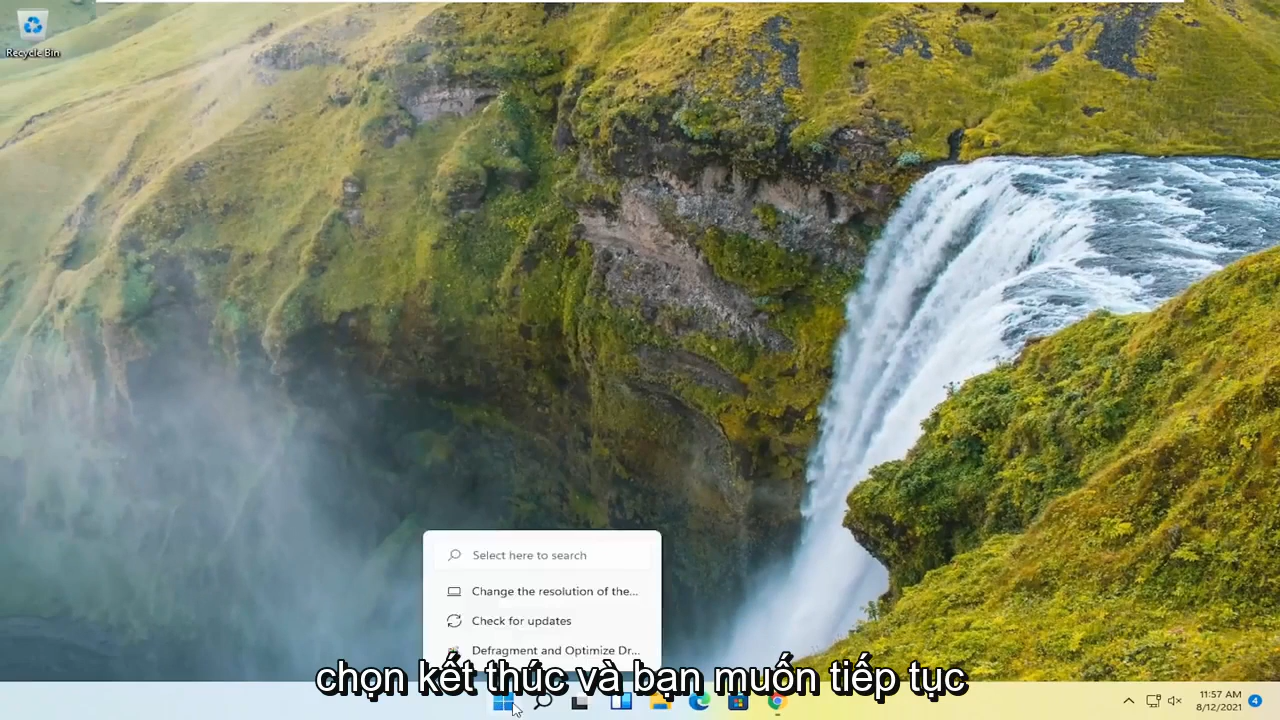 Recycle Bin
Select here to search
Change the resolution of the...
Check for updates
Defragment and Optimize Dr...
chọn kết thúc và bạn muốn tiếp tục
11:57 AM
8/12/2021
4